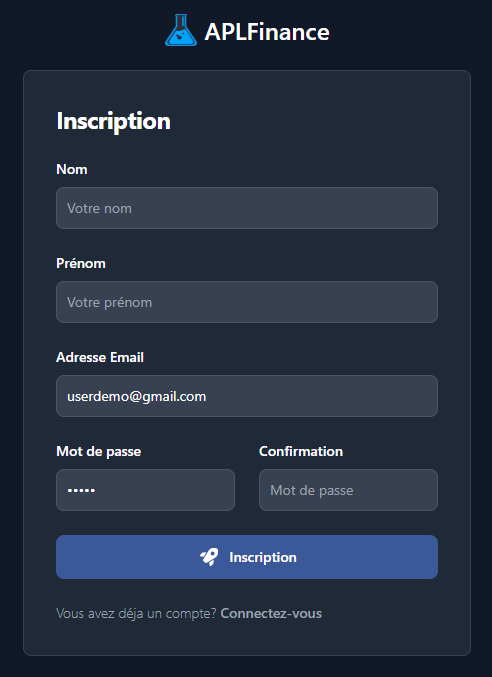 APLFinance
Inscription
Nom
Votre nom
Prénom
Votre prénom
Adresse Email
userdemo@gmail.com
Mot de passe Confirmation
••••• Mot de passe
Inscription
Vous avez déja un compte? Connectez-vous